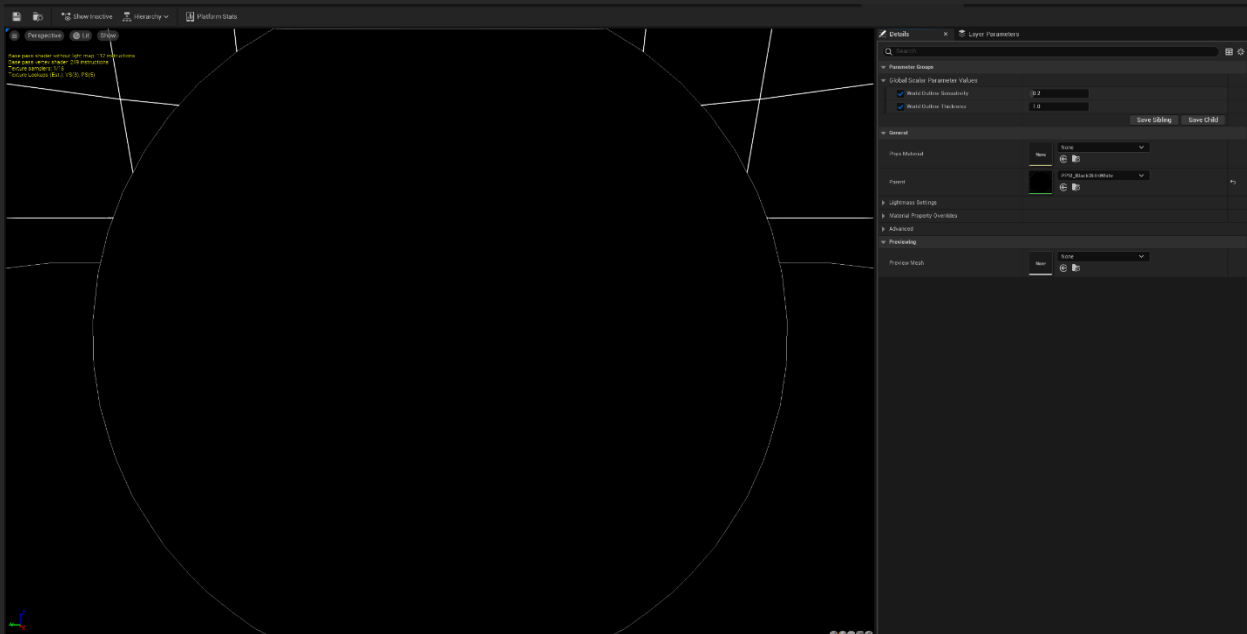 Show Inactive Hierarchy Platform Stats
Perspective Lit Show
Base pass shader without light map: 132 instructions
Base pass vertex shader: 219 instructions
Texture samplers: 1/16
Texture Lookups (Est.): VS(3), PS(6)
Details Layer Parameters
Search
Parameter Groups
Global Scalar Parameter Values
World Outline Sensitivity 0.2
World Outline Thickness 1.0
Save Sibling Save Child
General
Phys Material None None
Parent PPM_BlackWithWhite
Lightmass Settings
Material Property Overrides
Advanced
Previewing
Preview Mesh None None